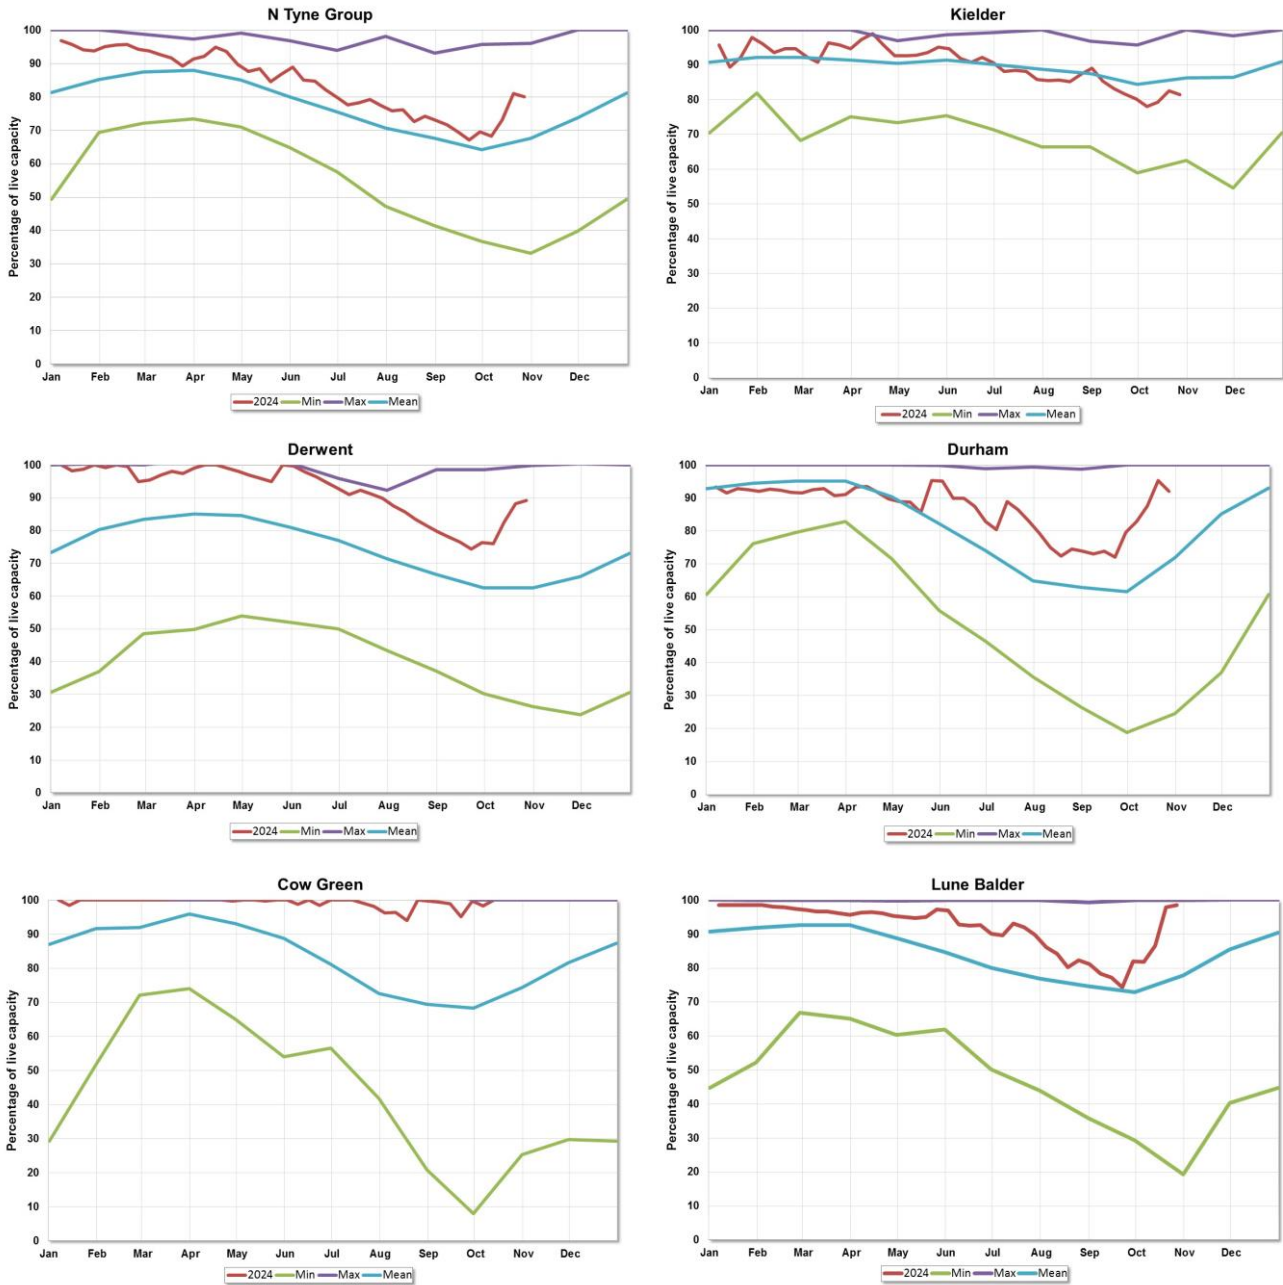 N Tyne Group
Percentage of live capacity
100
90
80
70
60
50
40
30
20
10
0
Jan Feb Mar Apr May Jun Jul Aug Sep Oct Nov Dec
2024 Min Max Mean
Kielder
Percentage of live capacity
100
90
80
70
60
50
40
30
20
10
0
Jan Feb Mar Apr May Jun Jul Aug Sep Oct Nov Dec
2024 Min Max Mean
Derwent
Percentage of live capacity
100
90
80
70
60
50
40
30
20
10
0
Jan Feb Mar Apr May Jun Jul Aug Sep Oct Nov Dec
2024 Min Max Mean
Durham
Percentage of live capacity
100
90
80
70
60
50
40
30
20
10
0
Jan Feb Mar Apr May Jun Jul Aug Sep Oct Nov Dec
2024 Min Max Mean
Cow Green
Percentage of live capacity
100
90
80
70
60
50
40
30
20
10
0
Jan Feb Mar Apr May Jun Jul Aug Sep Oct Nov Dec
2024 Min Max Mean
Lune Balder
Percentage of live capacity
100
90
80
70
60
50
40
30
20
10
0
Jan Feb Mar Apr May Jun Jul Aug Sep Oct Nov Dec
2024 Min Max Mean